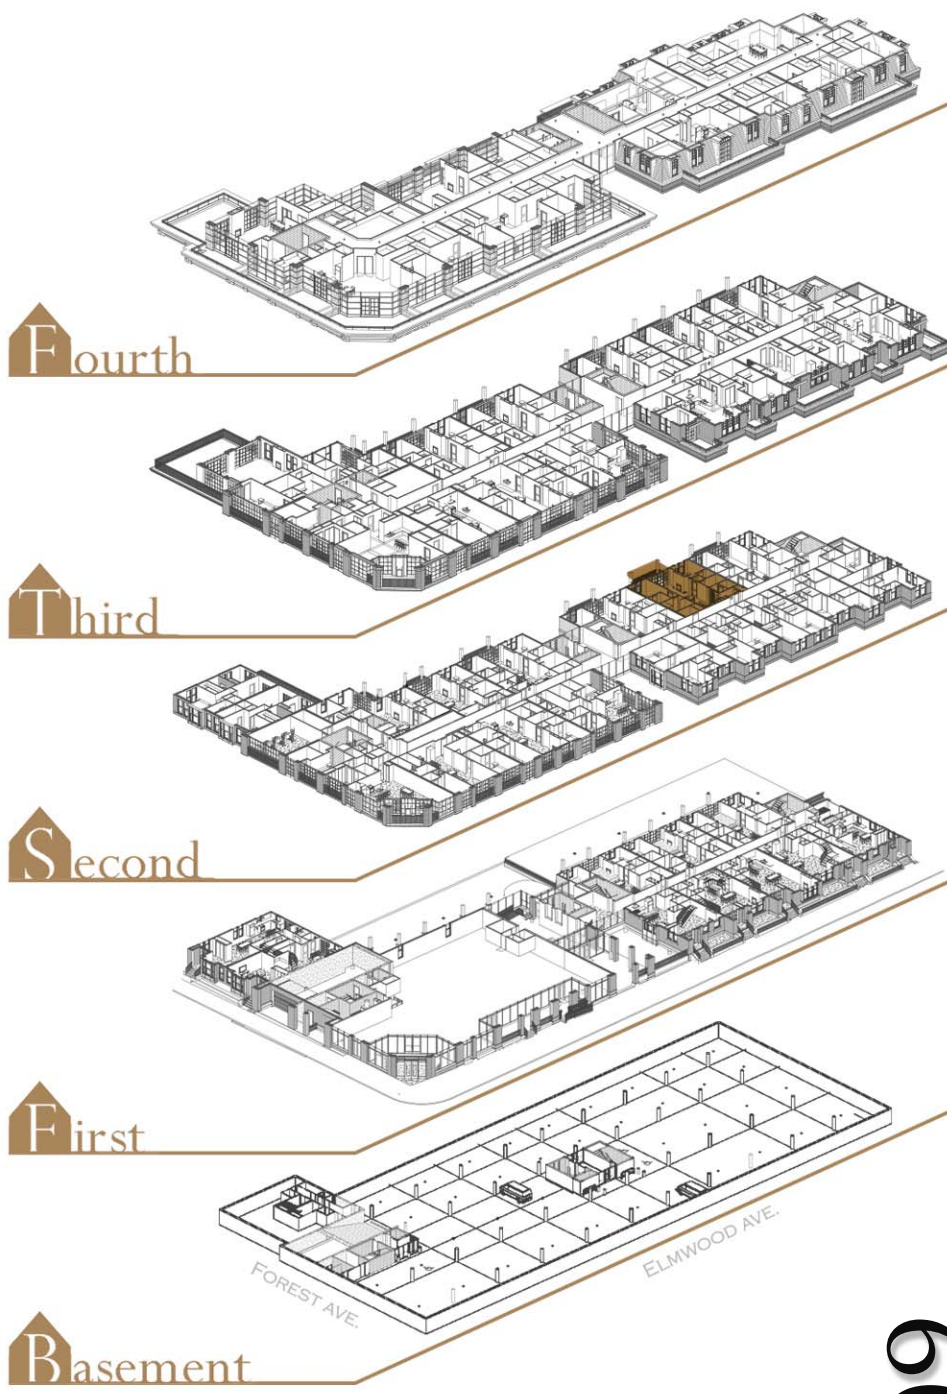 Fourth
Third
Second
First
FOREST AVE.
ELMWOOD AVE.
Basement